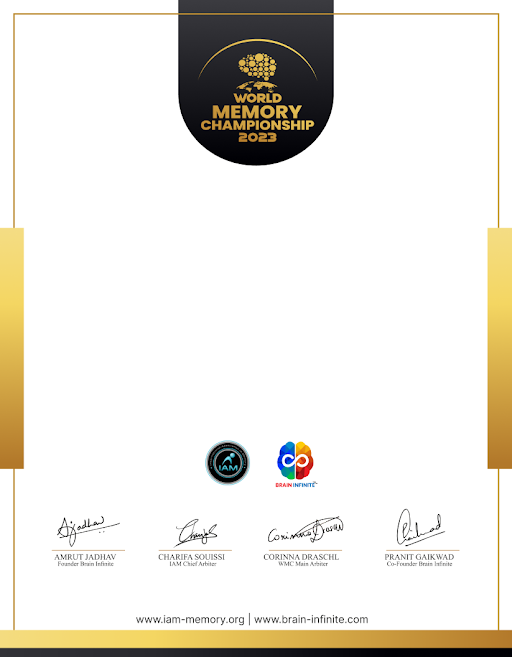 WORLD
MEMORY
CHAMPIONSHIP
2023
IAM
BRAIN INFINITE
AMRUT JADHAV
Founder Brain Infinite
CHARIFA SOUISSI
IAM Chief Arbiter
CORINNA DRASCHL
WMC Main Arbiter
PRANIT GAIKWAD
Co-Founder Brain Infinite
www.iam-memory.org | www.brain-infinite.com